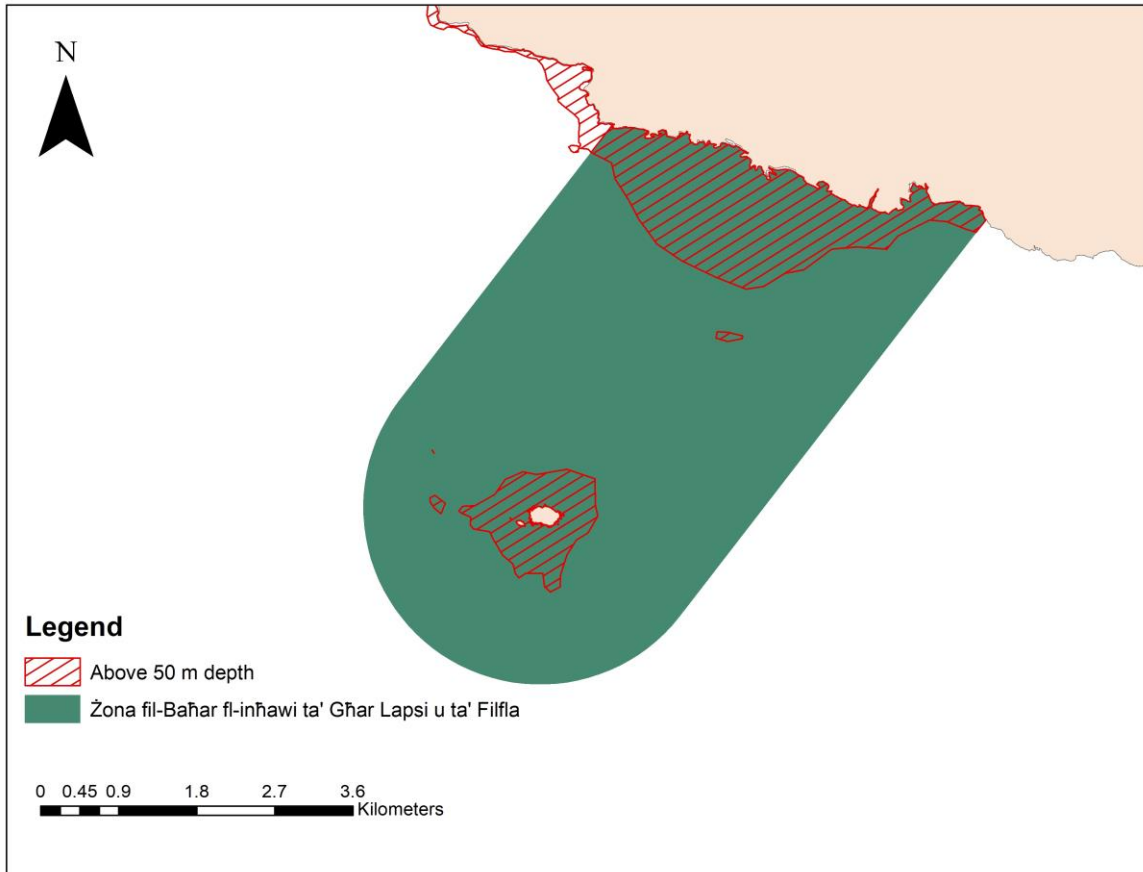 N
Legend
Above 50 m depth
Żona fil-Baħar fl-inħawi ta' Għar Lapsi u ta' Filfla
0 0.45 0.9 1.8 2.7 3.6
Kilometers